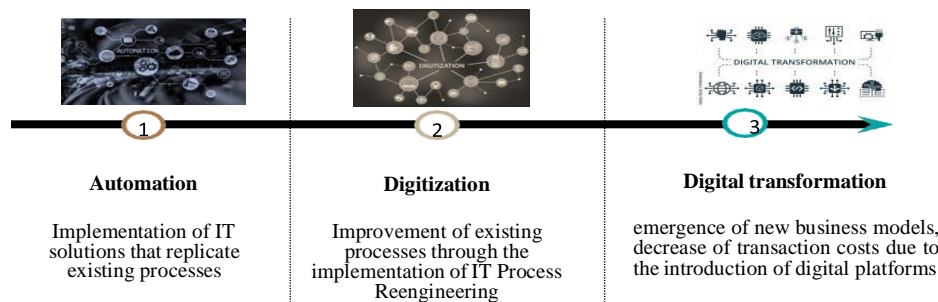 AUTOMATION
DIGITIZATION
DIGITAL TRANSFORMATION
1
2
3
Automation
Implementation of IT
solutions that replicate
existing processes
Digitization
Improvement of existing
processes through the
implementation of IT Process
Reengineering
Digital transformation
emergence of new business models,
decrease of transaction costs due to
the introduction of digital platforms